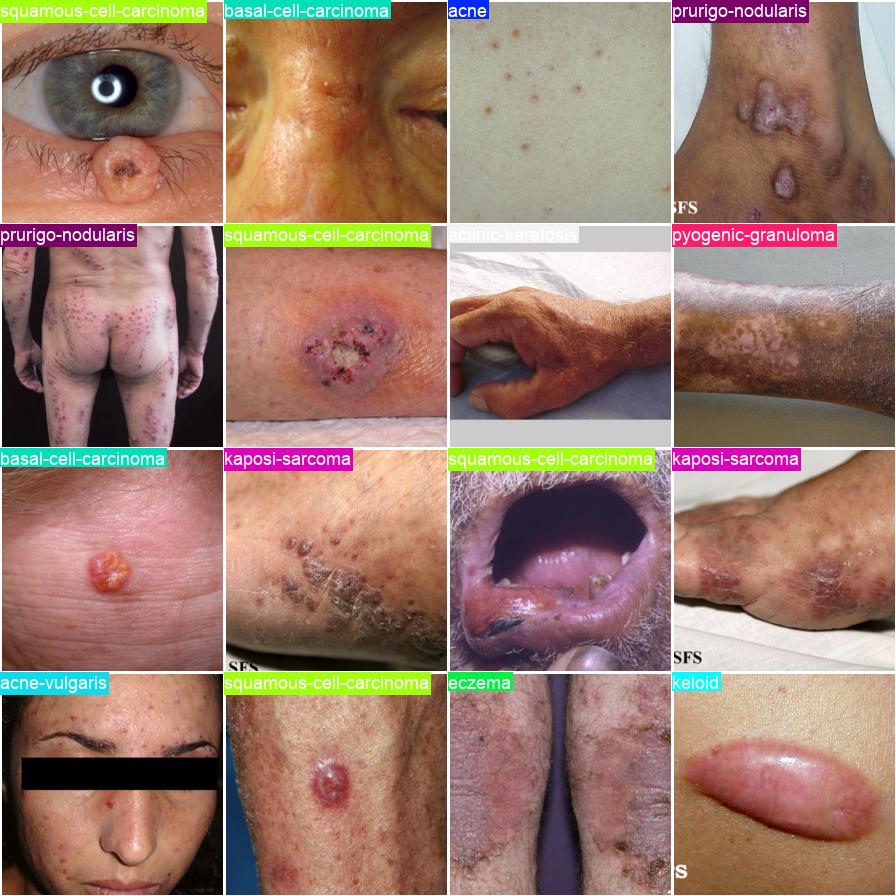 squamous-cell-carcinoma
basal-cell-carcinoma
acne
prurigo-nodularis
SFS
prurigo-nodularis
squamous-cell-carcinoma
actinic-keratosis
pyogenic-granuloma
basal-cell-carcinoma
kaposi-sarcoma
squamous-cell-carcinoma
kaposi-sarcoma
SFS
SFS
acne-vulgaris
squamous-cell-carcinoma
eczema
keloid
S